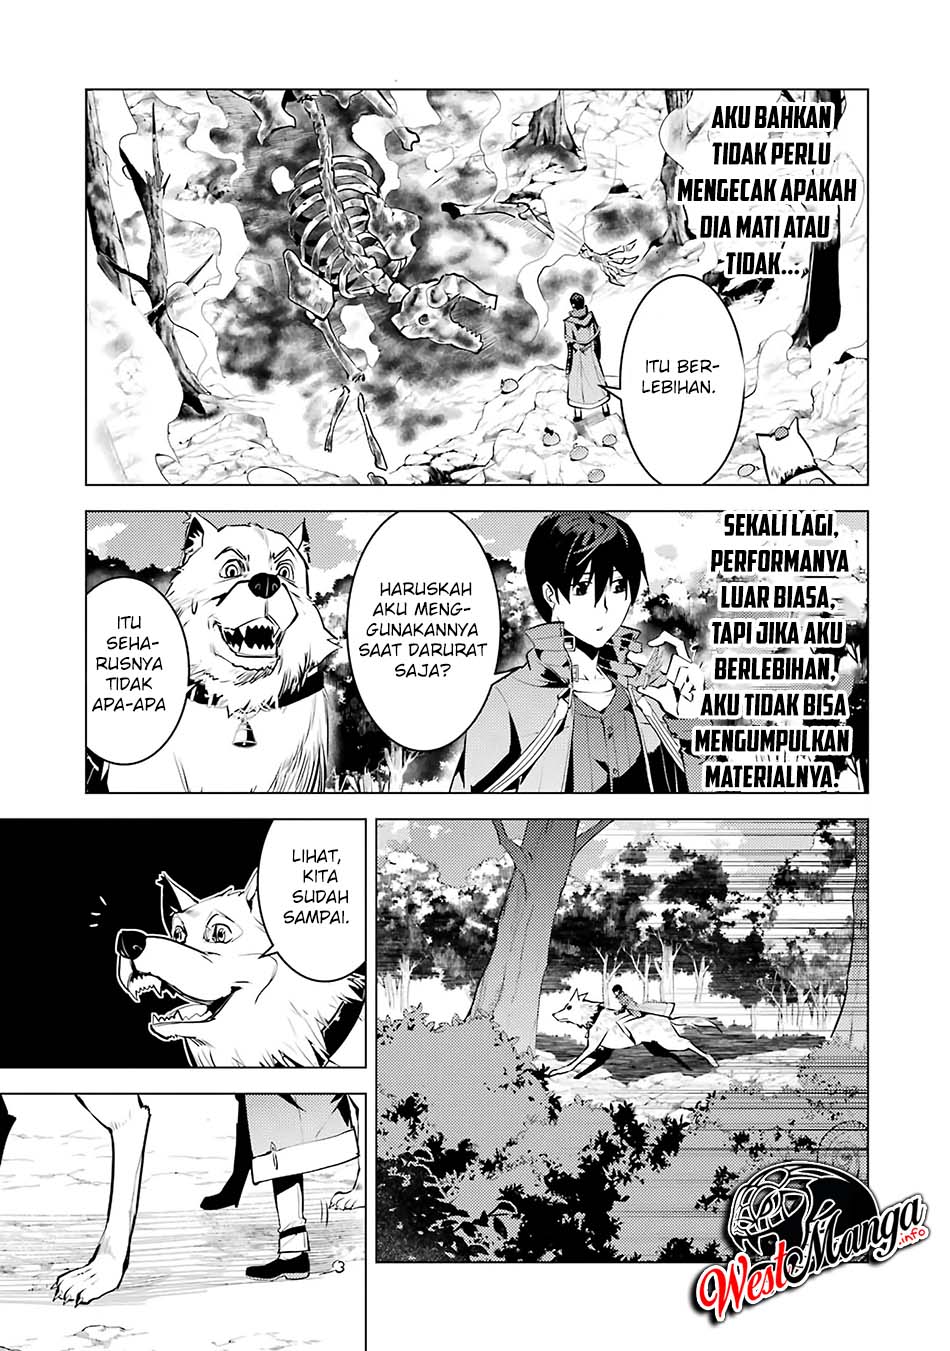 AKU BAHKAN
TIDAK PERLU
MENGECAK APAKAH
DIA MATI ATAU
TIDAK...
ITU BER-
LEBIHAN.
SEKALI LAGI,
PERFORMANYA
LUAR BIASA,
TAPI JIKA AKU
BERLEBIHAN,
AKU TIDAK BISA
MENGUMPULKAN
MATERIALNYA.
HARUSKAH
AKU MENG-
GUNAKANNYA
SAAT DARURAT
SAJA?
ITU
SEHA-
RUSNYA
TIDAK
APA-APA
LIHAT,
KITA
SUDAH
SAMPAI.
WestManga
.info